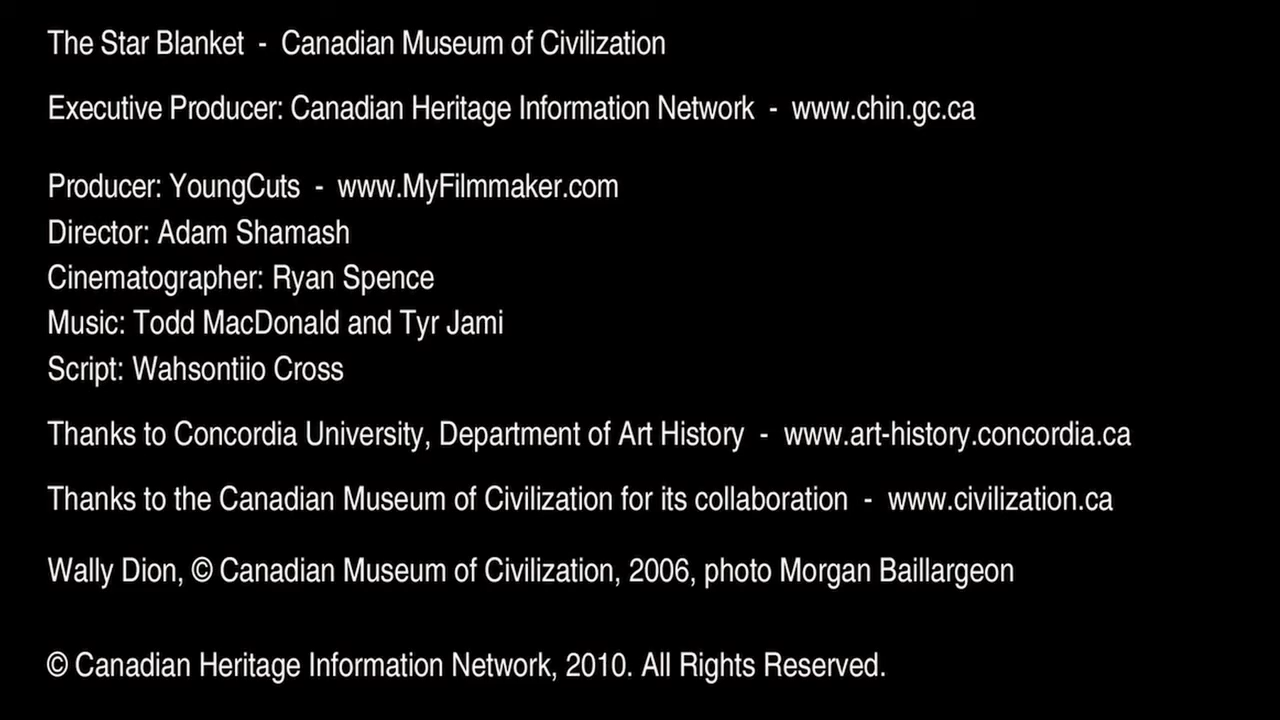 The Star Blanket - Canadian Museum of Civilization
Executive Producer: Canadian Heritage Information Network - www.chin.gc.ca
Producer: YoungCuts - www.MyFilmmaker.com
Director: Adam Shamash
Cinematographer: Ryan Spence
Music: Todd MacDonald and Tyr Jami
Script: Wahsontiio Cross
Thanks to Concordia University, Department of Art History - www.art-history.concordia.ca
Thanks to the Canadian Museum of Civilization for its collaboration - www.civilization.ca
Wally Dion, © Canadian Museum of Civilization, 2006, photo Morgan Baillargeon
© Canadian Heritage Information Network, 2010. All Rights Reserved.